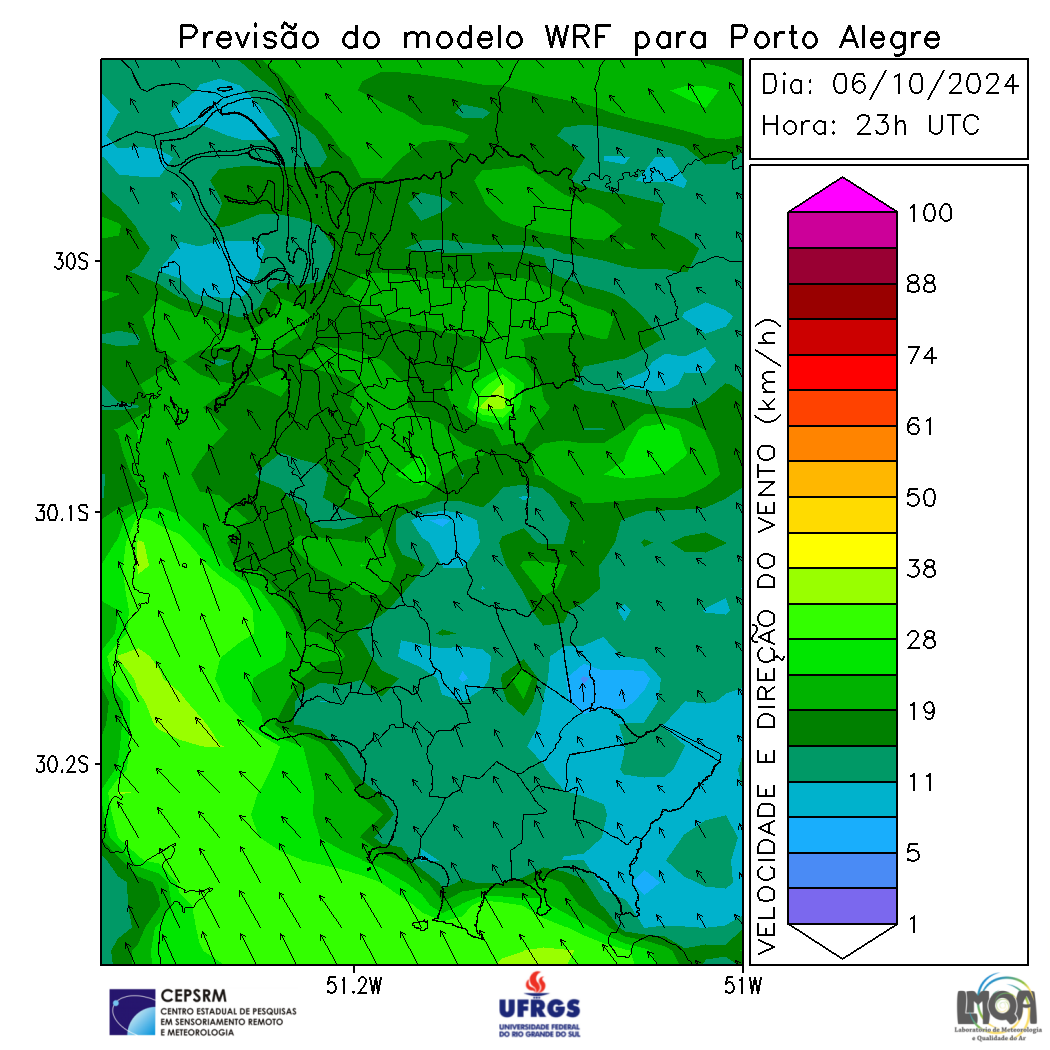 Previsão do modelo WRF para Porto Alegre
Dia: 06/10/2024
Hora: 23h UTC
30S
30.1S
30.2S
51.2W
51W
VELOCIDADE E DIREÇÃO DO VENTO (km/h)
100
88
74
61
50
38
28
19
11
5
1
CEPSRM
CENTRO ESTADUAL DE PESQUISAS
EM SENSORIAMENTO REMOTO
E METEOROLOGIA
UFRGS
UNIVERSIDADE FEDERAL
DO RIO GRANDE DO SUL
LMQA
Laboratório de Meteorologia
e Qualidade do Ar